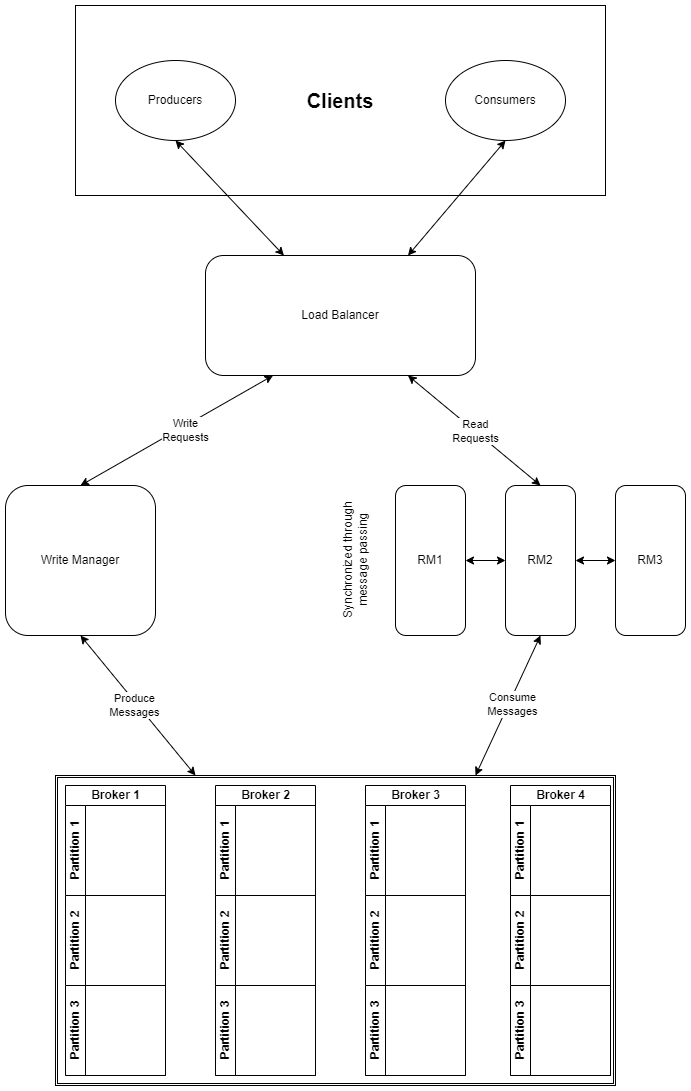 Clients
Producers
Consumers
Load Balancer
Write
Requests
Read
Requests
Write Manager
Synchronized through
message passing
RM1
RM2
RM3
Produce
Messages
Consume
Messages
Broker 1
Partition 1
Partition 2
Partition 3
Broker 2
Partition 1
Partition 2
Partition 3
Broker 3
Partition 1
Partition 2
Partition 3
Broker 4
Partition 1
Partition 2
Partition 3